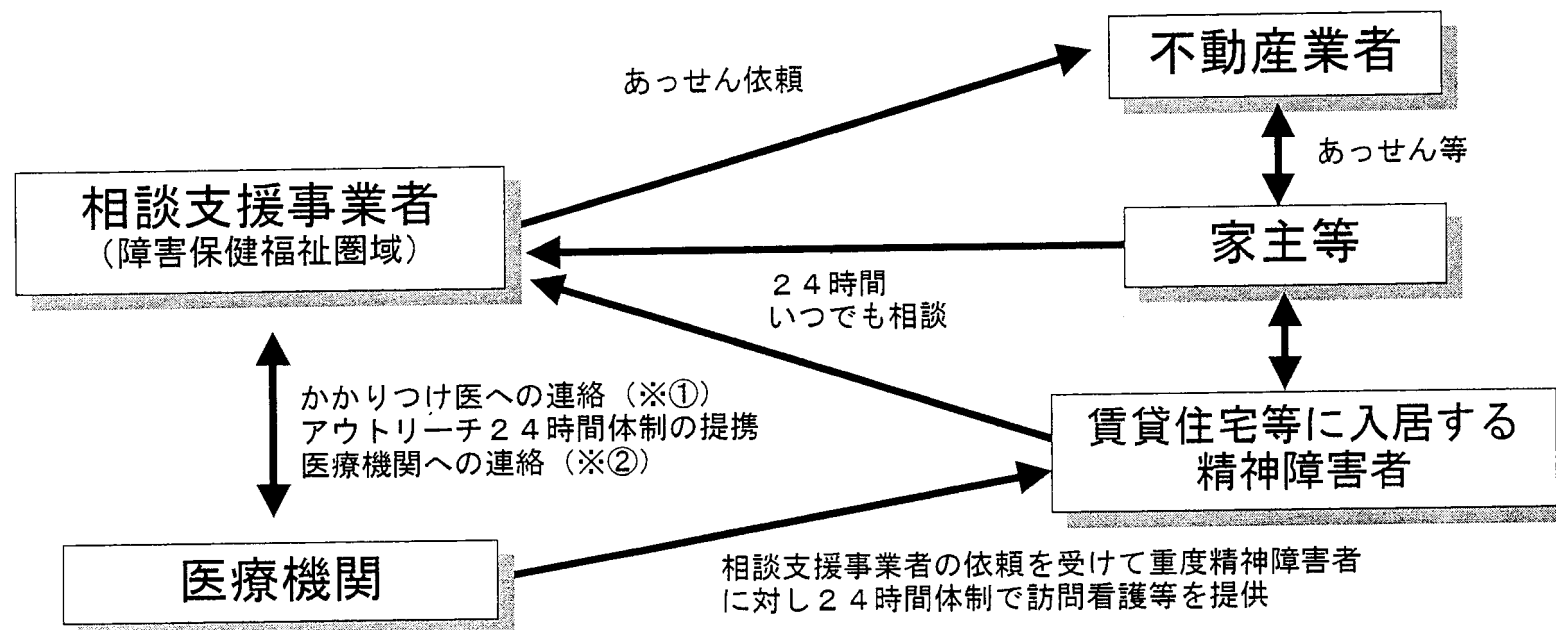 不動産業者
あっせん依頼
あっせん等
相談支援事業者
（障害保健福祉圏域）
家主等
２４時間
いつでも相談
かかりつけ医への連絡（※①）
アウトリーチ２４時間体制の提携
医療機関への連絡（※②）
賃貸住宅等に入居する
精神障害者
医療機関
相談支援事業者の依頼を受けて重度精神障害者
に対し２４時間体制で訪問看護等を提供